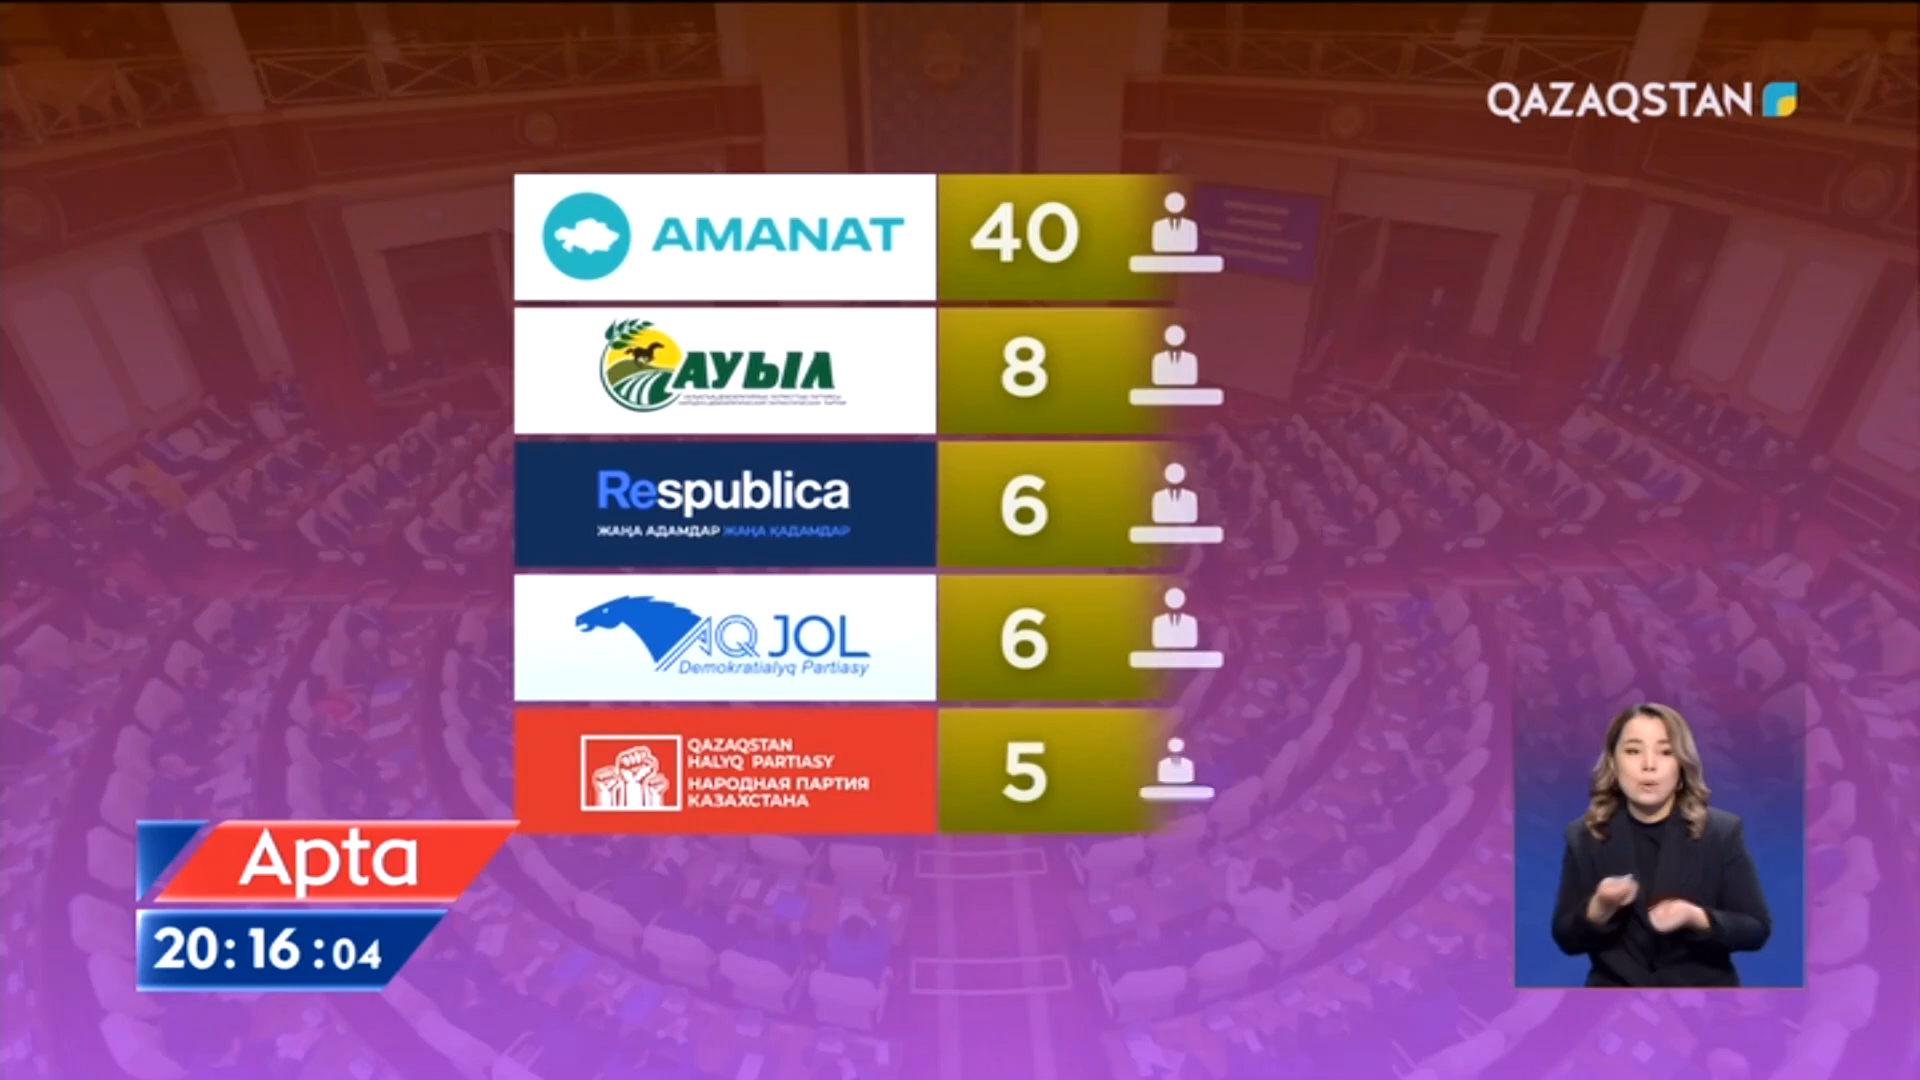 QAZAQSTAN
AMANAT
40
АУЫЛ
8
Respublica
ЖАҢА АДАМДАР ЖАҢА ҚАДАМДАР
6
AQ JOL
Demokratialyq Partiasy
6
QAZAQSTAN
HALYQ PARTIASY
НАРОДНАЯ ПАРТИЯ
КАЗАХСТАНА
5
Apta
20:16:04